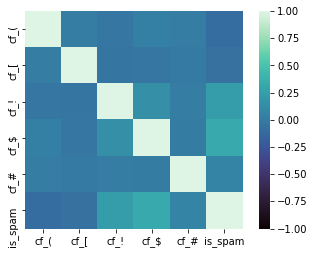 cf_(
cf_[
cf_!
cf_$
cf_#
is_spam
cf_( cf_[ cf_! cf_$ cf_# is_spam
1.00
0.75
0.50
0.25
0.00
−0.25
−0.50
−0.75
−1.00